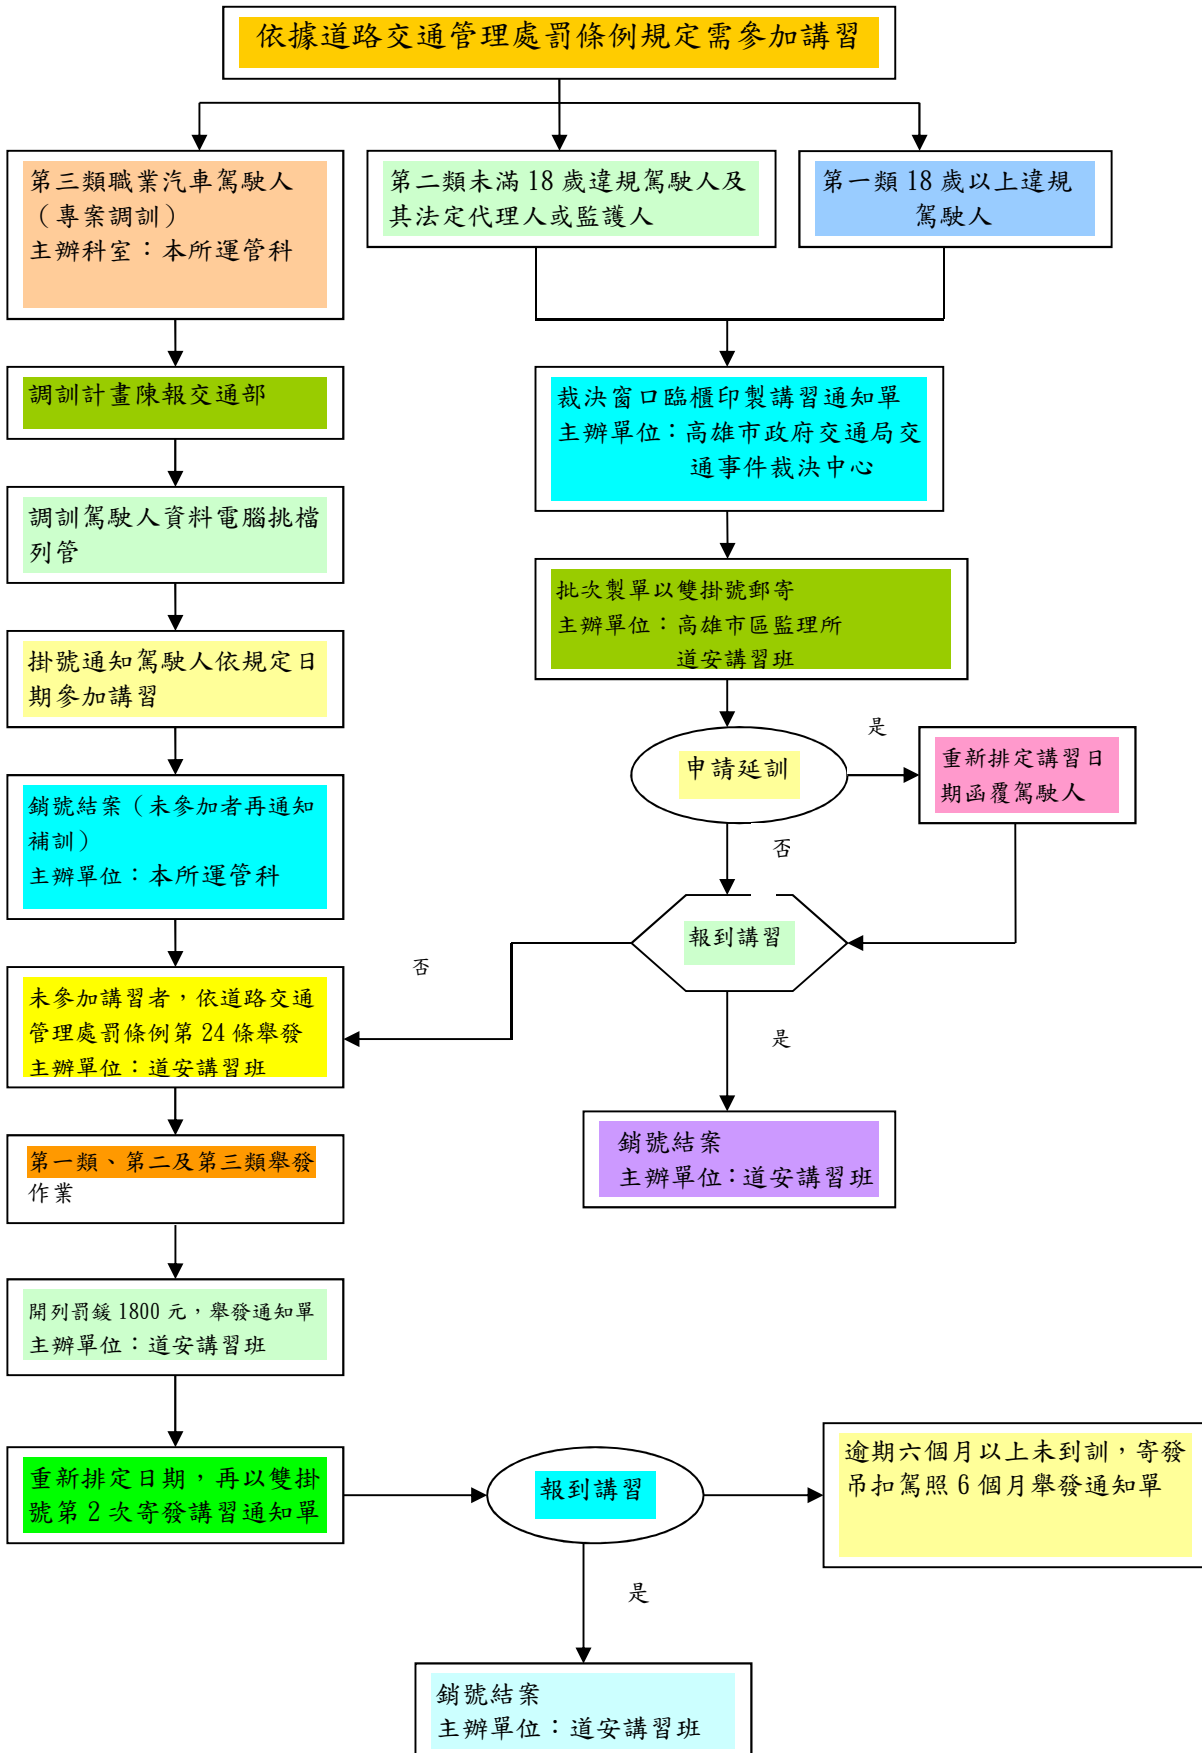 依據道路交通管理處罰條例規定需參加講習
第三類職業汽車駕駛人
（專案調訓）
主辦科室：本所運管科
第二類未滿 18 歲違規駕駛人及
其法定代理人或監護人
第一類 18 歲以上違規
駕駛人
調訓計畫陳報交通部
調訓駕駛人資料電腦挑檔
列管
掛號通知駕駛人依規定日
期參加講習
銷號結案（未參加者再通知
補訓）
主辦單位：本所運管科
裁決窗口臨櫃印製講習通知單
主辦單位：高雄市政府交通局交
通事件裁決中心
批次製單以雙掛號郵寄
主辦單位：高雄市區監理所
道安講習班
申請延訓
是
重新排定講習日
期函覆駕駛人
否
報到講習
否
是
未參加講習者，依道路交通
管理處罰條例第 24 條舉發
主辦單位：道安講習班
銷號結案
主辦單位：道安講習班
第一類、第二及第三類舉發
作業
開列罰鍰 1800 元，舉發通知單
主辦單位：道安講習班
重新排定日期，再以雙掛
號第 2 次寄發講習通知單
報到講習
逾期六個月以上未到訓，寄發
吊扣駕照 6 個月舉發通知單
是
銷號結案
主辦單位：道安講習班